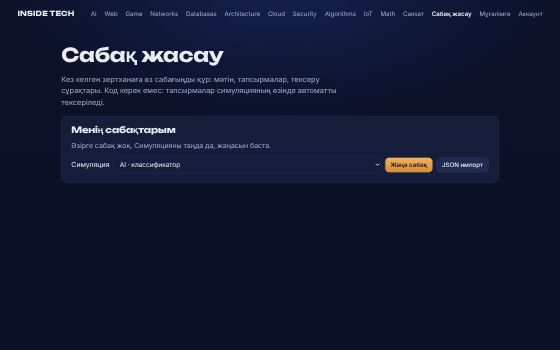 INSIDE TECH AI Web Game Networks Databases Architecture Cloud Security Algorithms IoT Math Саяхат Сабақ жасау Мұғалімге Аккаунт
Сабақ жасау
Кез келген зертханаға өз сабағыңды құр: мәтін, тапсырмалар, тексеру
сұрақтары. Код керек емес: тапсырмалар симуляцияның өзінде автоматты
тексеріледі.
Менің сабақтарым
Әзірге сабақ жоқ. Симуляцияны таңда да, жаңасын баста.
Симуляция AI · классификатор Жаңа сабақ JSON импорт